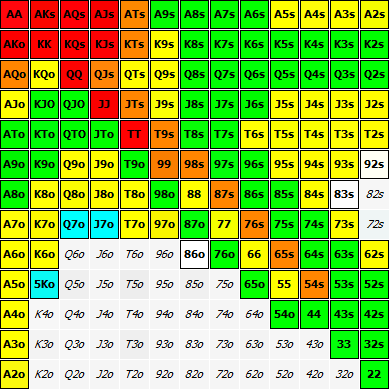 AA AKs AQs AJs ATs A9s A8s A7s A6s A5s A4s A3s A2s
AKo KK KQs KJs KTs K9s K8s K7s K6s K5s K4s K3s K2s
AQo KQo QQ QJs QTs Q9s Q8s Q7s Q6s Q5s Q4s Q3s Q2s
AJo KJO QJO JJ JTs J9s J8s J7s J6s J5s J4s J3s J2s
ATo KTo QTO JTo TT T9s T8s T7s T6s T5s T4s T3s T2s
A9o K9o Q9o J9o T9o 99 98s 97s 96s 95s 94s 93s 92s
A8o K8o Q8o J8o T8o 98o 88 87s 86s 85s 84s 83s 82s
A7o K7o Q7o J7o T7o 97o 87o 77 76s 75s 74s 73s 72s
A6o K6o Q6o J6o T6o 96o 86o 76o 66 65s 64s 63s 62s
A5o 5Ko Q5o J5o T5o 95o 85o 75o 65o 55 54s 53s 52s
A4o K4o Q4o J4o T4o 94o 84o 74o 64o 54o 44 43s 42s
A3o K3o Q3o J3o T3o 93o 83o 73o 63o 53o 43o 33 32s
A2o K2o Q2o J2o T2o 92o 82o 72o 62o 52o 42o 32o 22